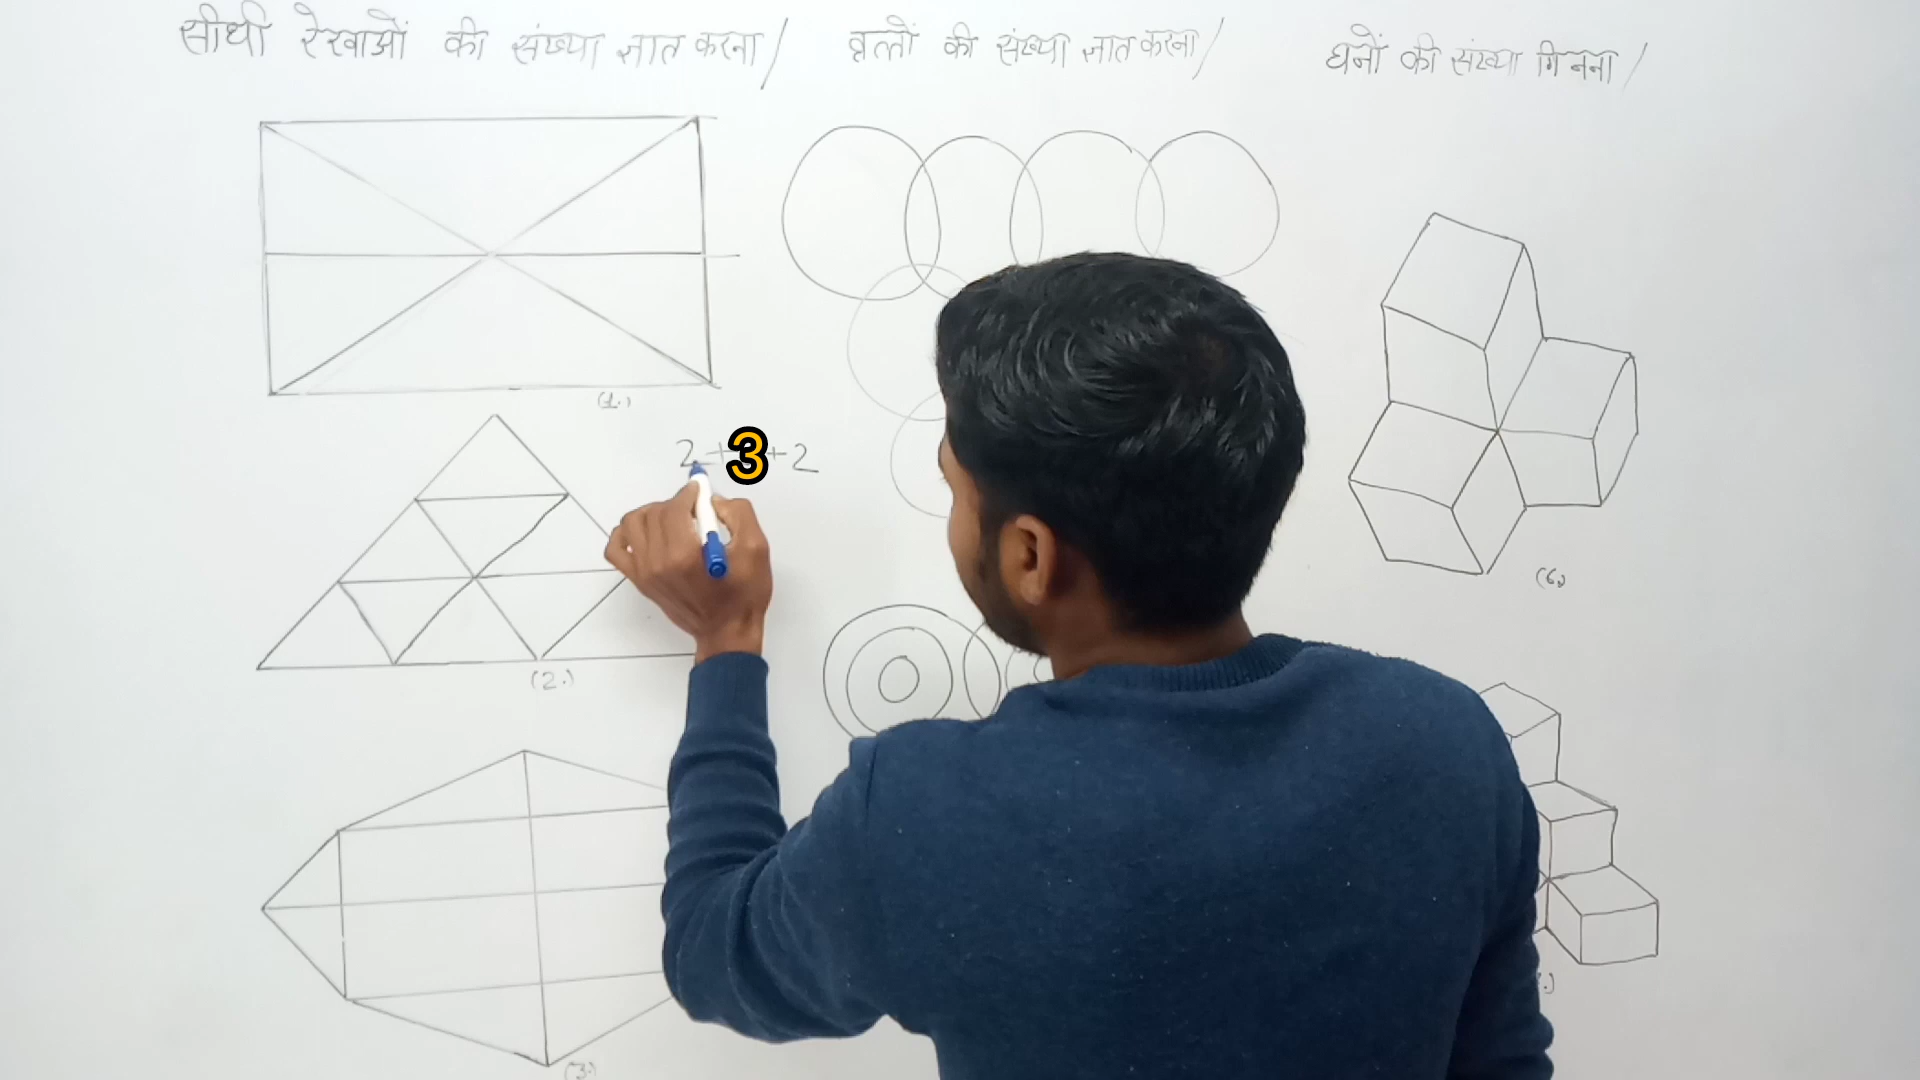 सीधी रेखाओं की संख्या ज्ञात करना/
वृत्तों की संख्या ज्ञात करना/
घनों की संख्या गिनना/
(1.)
2+3+2
(2.)
(6.)
(3.)